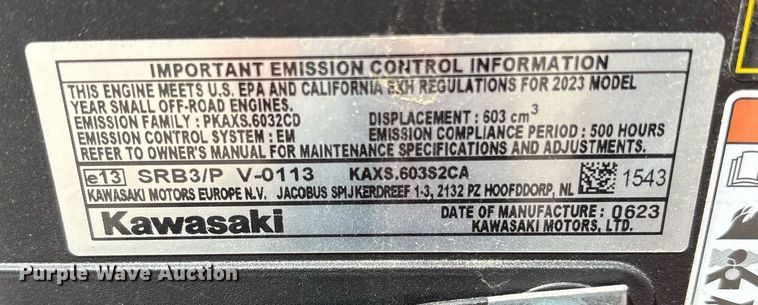 IMPORTANT EMISSION CONTROL INFORMATION
THIS ENGINE MEETS U.S. EPA AND CALIFORNIA EXH REGULATIONS FOR 2023 MODEL
YEAR SMALL OFF-ROAD ENGINES.
EMISSION FAMILY : PKAXS.6032CD DISPLACEMENT : 603 cm3
EMISSION CONTROL SYSTEM : EM EMISSION COMPLIANCE PERIOD : 500 HOURS
REFER TO OWNER'S MANUAL FOR MAINTENANCE SPECIFICATIONS AND ADJUSTMENTS.
e13 SRB3/P V-0113 KAXS.603S2CA
KAWASAKI MOTORS EUROPE N.V. JACOBUS SPIJKERDREEF 1-3, 2132 PZ HOOFDDORP, NL 1543
Kawasaki DATE OF MANUFACTURE : 0623
KAWASAKI MOTORS, LTD.
Purple Wave Auction
Purple Wave Auction